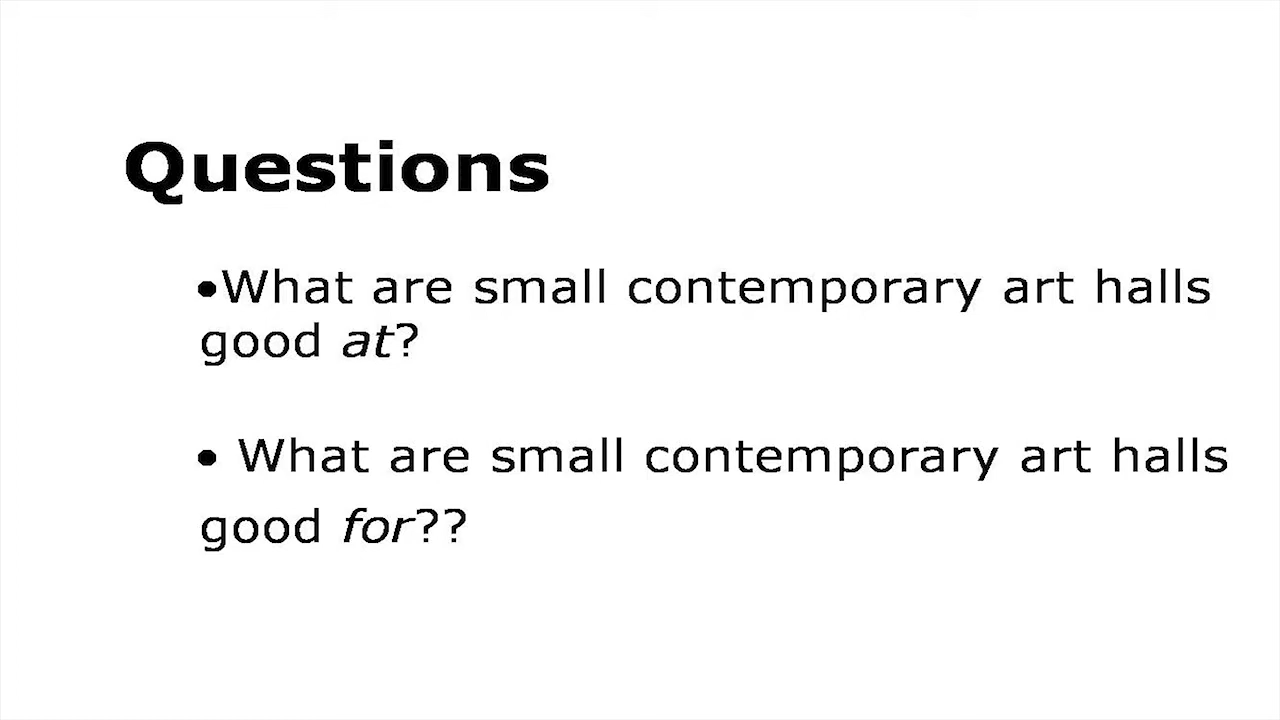 Questions
•What are small contemporary art halls
good at?
• What are small contemporary art halls
good for??